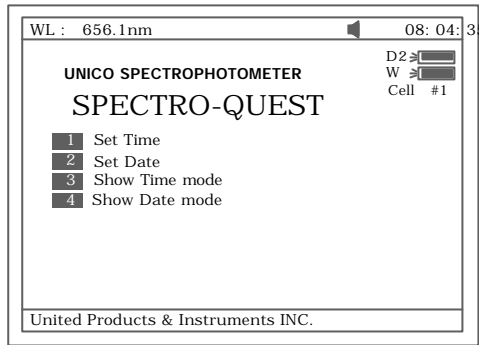 WL : 656.1nm 08: 04: 35
D2
UNICO SPECTROPHOTOMETER
W
Cell #1
SPECTRO-QUEST
1 Set Time
2 Set Date
3 Show Time mode
4 Show Date mode
United Products & Instruments INC.